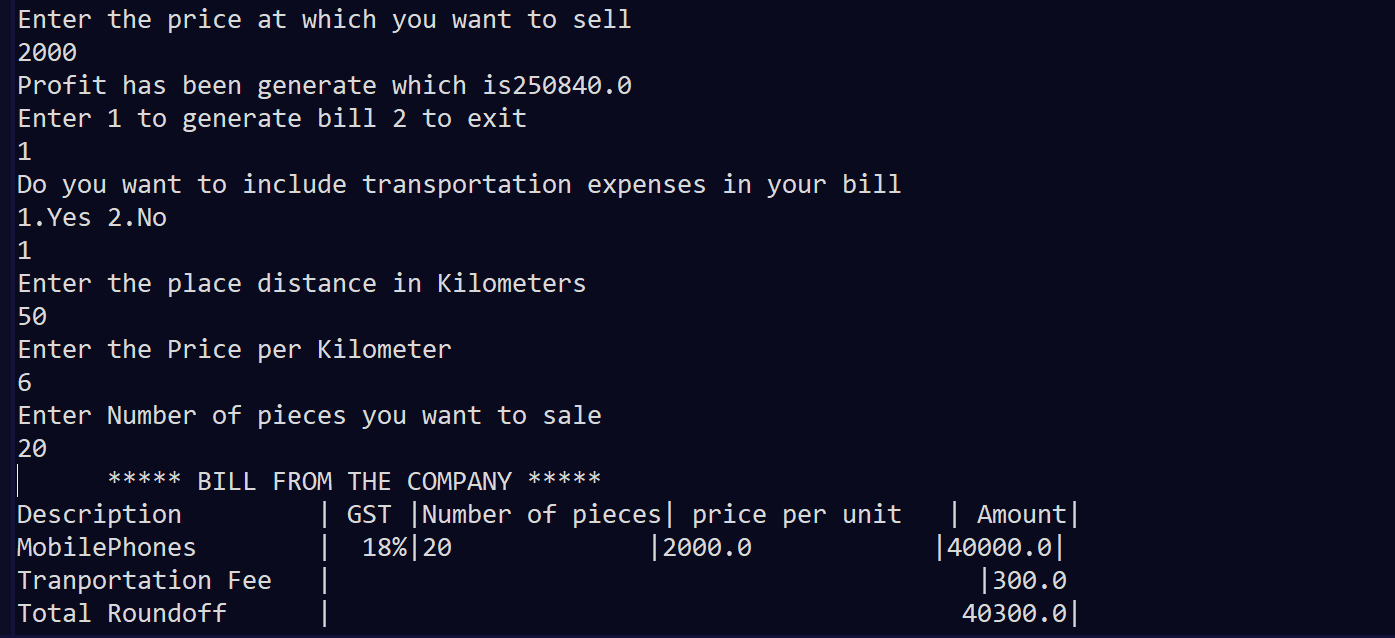 Enter the price at which you want to sell
2000
Profit has been generate which is250840.0
Enter 1 to generate bill 2 to exit
1
Do you want to include transportation expenses in your bill
1.Yes 2.No
1
Enter the place distance in Kilometers
50
Enter the Price per Kilometer
6
Enter Number of pieces you want to sale
20
      ***** BILL FROM THE COMPANY *****
Description         | GST |Number of pieces| price per unit   | Amount|
MobilePhones        |  18%|20             |2000.0            |40000.0|
Tranportation Fee   |                                           |300.0
Total Roundoff      |                                          40300.0|